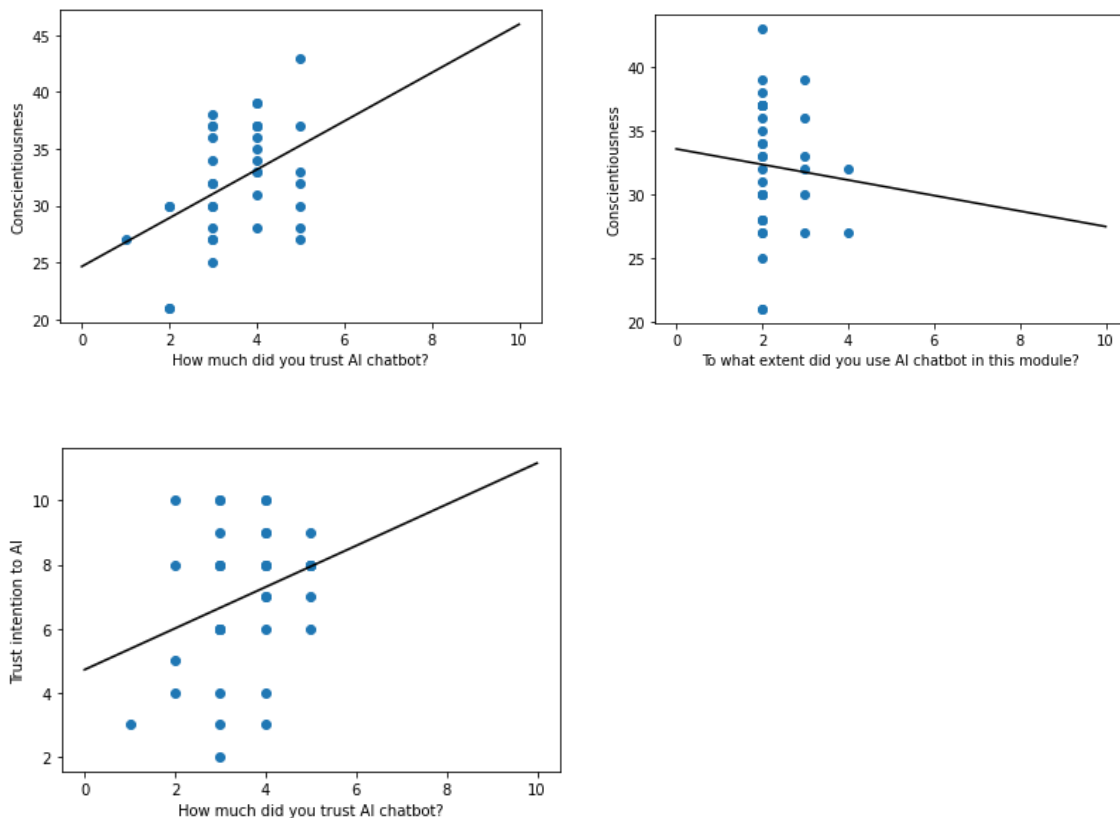 45
40
35
30
25
20
0 2 4 6 8 10
Conscientiousness
How much did you trust AI chatbot?
40
35
30
25
20
0 2 4 6 8 10
Conscientiousness
To what extent did you use AI chatbot in this module?
10
8
6
4
2
0 2 4 6 8 10
Trust intention to AI
How much did you trust AI chatbot?